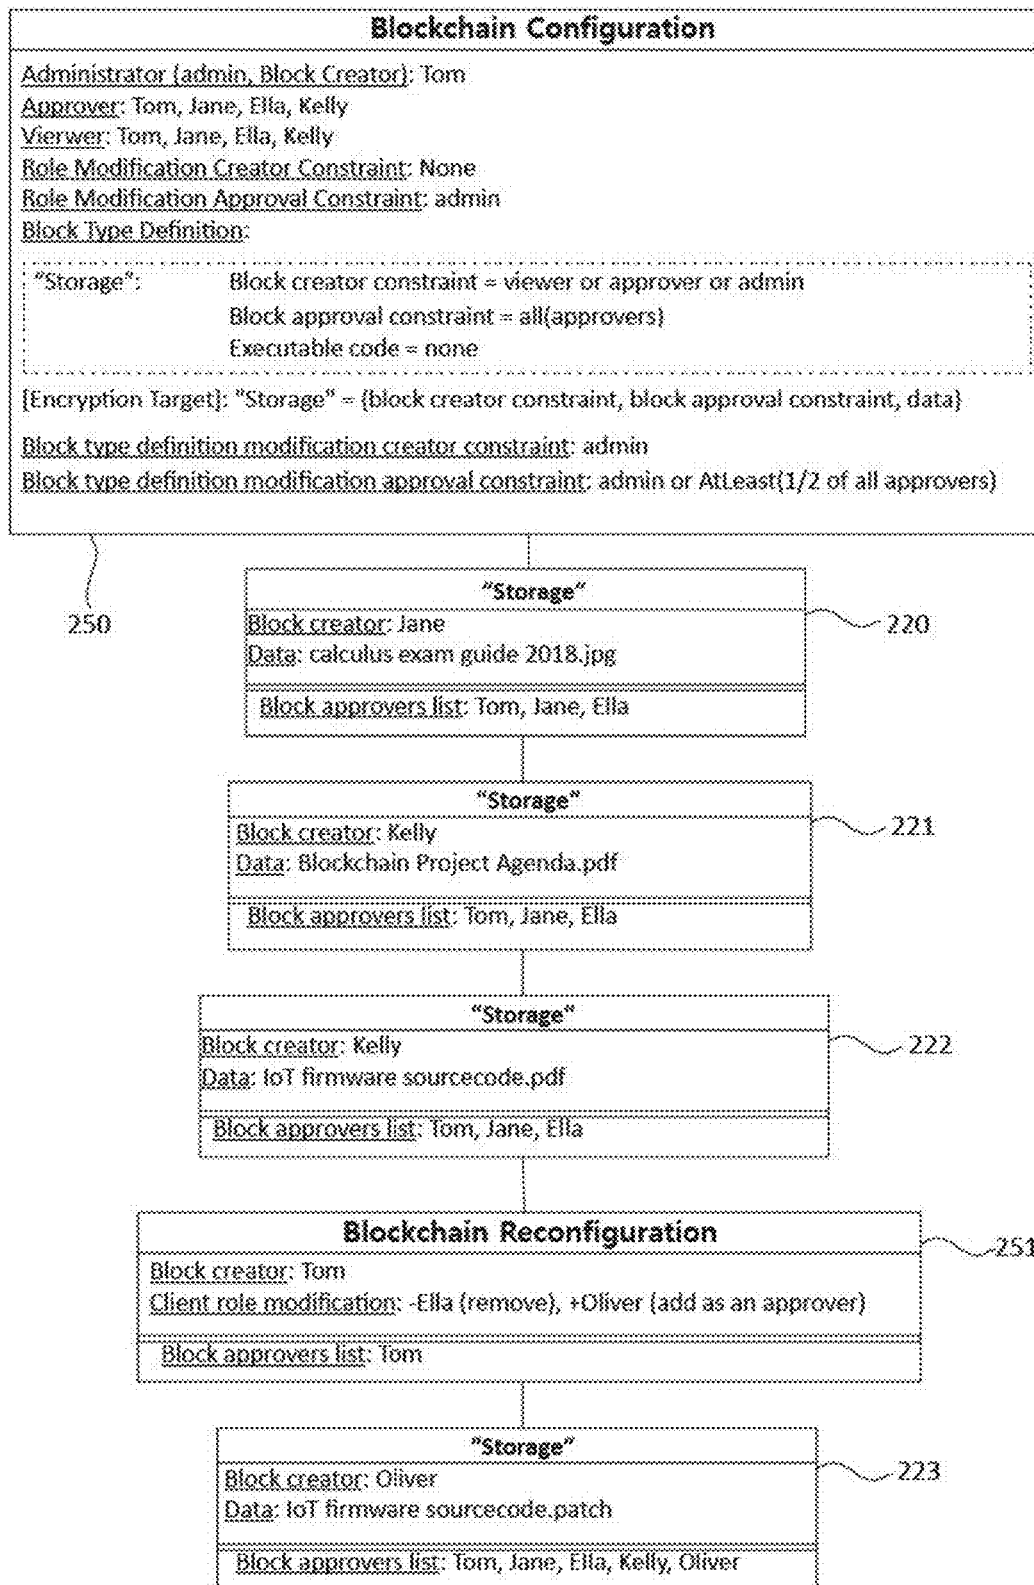 Blockchain Configuration
Administrator (admin, Block Creator): Tom
Approver: Tom, Jane, Ella, Kelly
Vierwer: Tom, Jane, Ella, Kelly
Role Modification Creator Constraint: None
Role Modification Approval Constraint: admin
Block Type Definition:
"Storage": Block creator constraint = viewer or approver or admin
Block approval constraint = all(approvers)
Executable code = none
[Encryption Target]: "Storage" = {block creator constraint, block approval constraint, data}
Block type definition modification creator constraint: admin
Block type definition modification approval constraint: admin or AtLeast(1/2 of all approvers)
250
"Storage"
220
Block creator: Jane
Data: calculus exam guide 2018.jpg
Block approvers list: Tom, Jane, Ella
"Storage"
221
Block creator: Kelly
Data: Blockchain Project Agenda.pdf
Block approvers list: Tom, Jane, Ella
"Storage"
222
Block creator: Kelly
Data: IoT firmware sourcecode.pdf
Block approvers list: Tom, Jane, Ella
Blockchain Reconfiguration
251
Block creator: Tom
Client role modification: -Ella (remove), +Oliver (add as an approver)
Block approvers list: Tom
"Storage"
223
Block creator: Oliver
Data: IoT firmware sourcecode.patch
Block approvers list: Tom, Jane, Ella, Kelly, Oliver